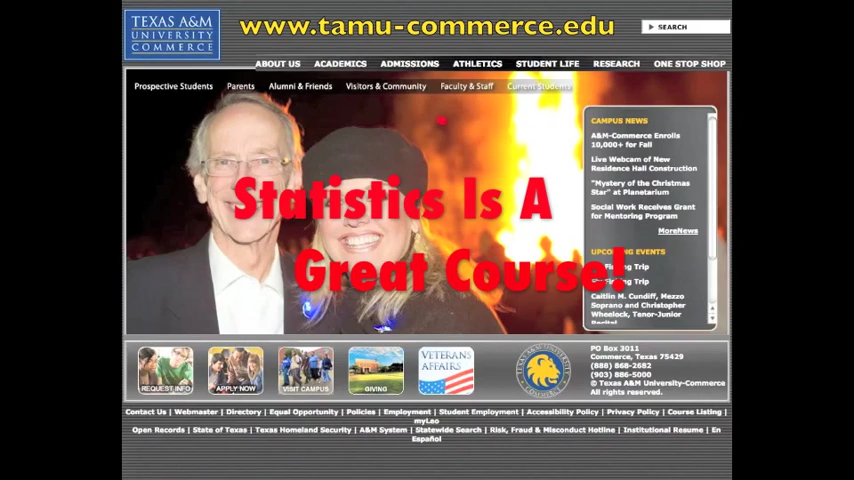 TEXAS A&M
UNIVERSITY
COMMERCE
www.tamu-commerce.edu
SEARCH
ABOUT US ACADEMICS ADMISSIONS ATHLETICS STUDENT LIFE RESEARCH ONE STOP SHOP
Prospective Students Parents Alumni & Friends Visitors & Community Faculty & Staff Current Students
CAMPUS NEWS
A&M-Commerce Enrolls
10,000+ for Fall
Live Webcam of New
Residence Hall Construction
"Mystery of the Christmas
Star" at Planetarium
Social Work Receives Grant
for Mentoring Program
MoreNews
Statistics Is A
Great Course!
UPCOMING EVENTS
Trip
Trip
Caitlin M. Cundiff, Mezzo
Soprano and Christopher
Wheelock, Tenor-Junior
Recital
REQUEST INFO
APPLY NOW
VISIT CAMPUS
GIVING
VETERANS
AFFAIRS
PO Box 3011
Commerce, Texas 75429
(888) 868-2682
(903) 886-5000
© Texas A&M University-Commerce
All rights reserved.
Contact Us | Webmaster | Directory | Equal Opportunity | Policies | Employment | Student Employment | Accessibility Policy | Privacy Policy | Course Listing |
myLeo
Open Records | State of Texas | Texas Homeland Security | A&M System | Statewide Search | Risk, Fraud & Misconduct Hotline | Institutional Resume | En
Español